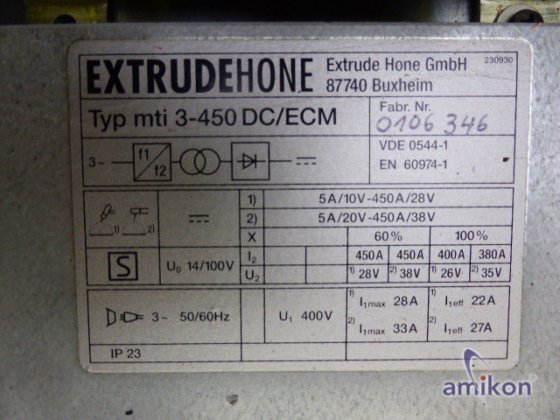 EXTRUDEHONE Extrude Hone GmbH 230930
87740 Buxheim
Typ mti 3-450 DC/ECM Fabr. Nr.
0106 346
VDE 0544-1
EN 60974-1
3~ f1 f2
1) 5A/10V-450A/28V
2) 5A/20V-450A/38V
1) 2) X 60% 100%
S U0 14/100V I2 450A 450A 400A 380A
U2 1) 28V 2) 38V 1) 26V 2) 35V
3~ 50/60Hz U1 400V 1) I1max 28A 1) I1eff 22A
2) I1max 33A 2) I1eff 27A
IP 23
amikon